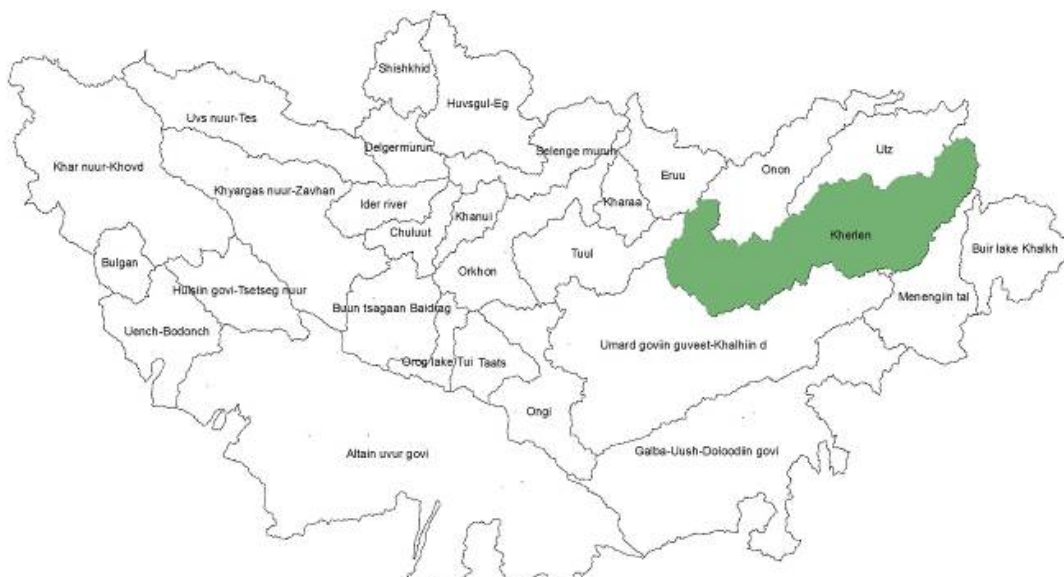 Shishkhid
Huvsgul-Eg
Uvs nuur-Tes
Delgermurun
Selenge murun
Utz
Khar nuur-Khovd
Khyargas nuur-Zavhan
Eruu
Onon
Ider river
Khanui
Kharaa
Chuluut
Kherlen
Bulgan
Orkhon
Tuul
Buir lake Khalkh
Hulsiin govi-Tsetseg nuur
Menengiin tal
Buun tsagaan Baidrag
Uench-Bodonch
Umard goviin guveet-Khalhiin d
Orog lake/Tui
Taats
Ongi
Altain uvur govi
Galba-Uush-Doloodiin govi